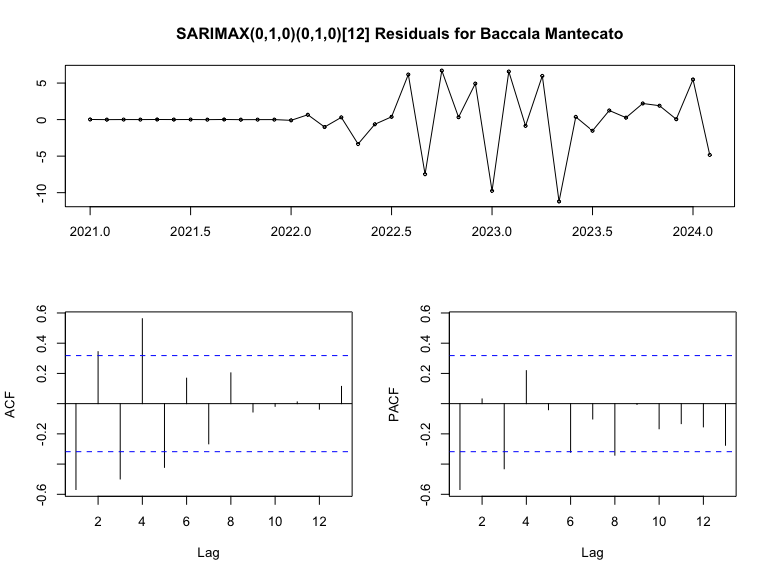 SARIMAX(0,1,0)(0,1,0)[12] Residuals for Baccala Mantecato
5
0
-5
-10
2021.0 2021.5 2022.0 2022.5 2023.0 2023.5 2024.0
ACF
0.6
0.4
0.2
-0.2
-0.6
2 4 6 8 10 12
Lag
PACF
0.6
0.4
0.2
-0.2
-0.6
2 4 6 8 10 12
Lag